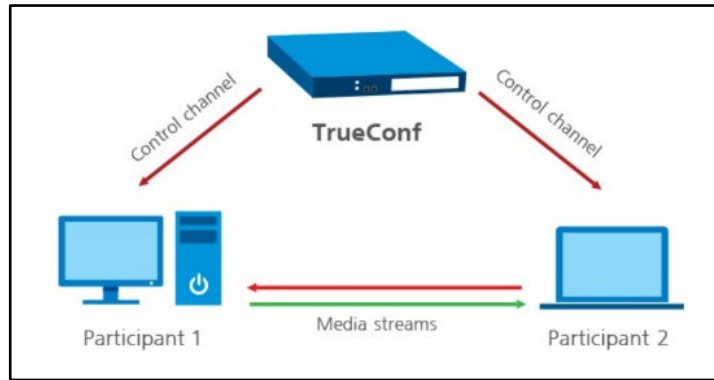 Control channel
Control channel
TrueConf
Media streams
Participant 1
Participant 2